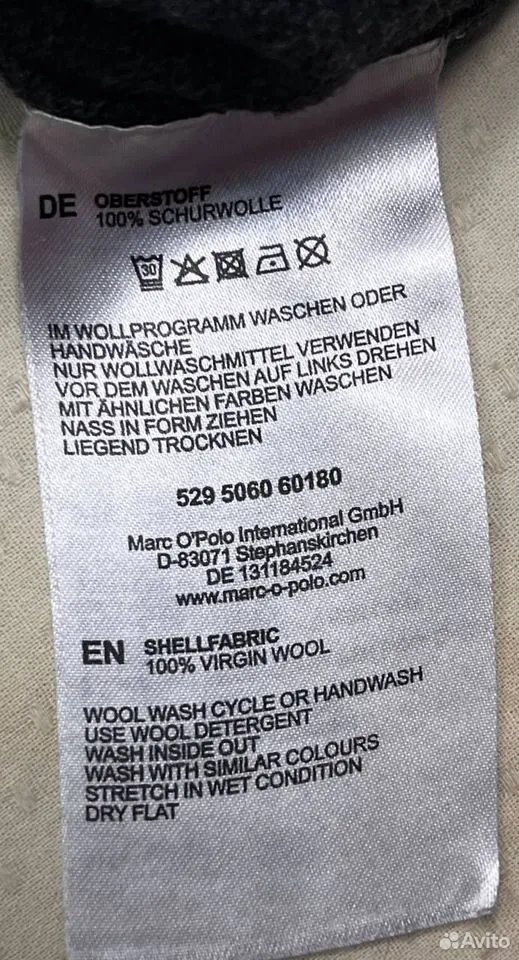 DE OBERSTOFF
100% SCHURWOLLE
30
IM WOLLPROGRAMM WASCHEN ODER
HANDWÄSCHE
NUR WOLLWASCHMITTEL VERWENDEN
VOR DEM WASCHEN AUF LINKS DREHEN
MIT ÄHNLICHEN FARBEN WASCHEN
NASS IN FORM ZIEHEN
LIEGEND TROCKNEN
529 5060 60180
Marc O'Polo International GmbH
D-83071 Stephanskirchen
DE 131184524
www.marc-o-polo.com
EN SHELLFABRIC
100% VIRGIN WOOL
WOOL WASH CYCLE OR HANDWASH
USE WOOL DETERGENT
WASH INSIDE OUT
WASH WITH SIMILAR COLOURS
STRETCH IN WET CONDITION
DRY FLAT
Avito